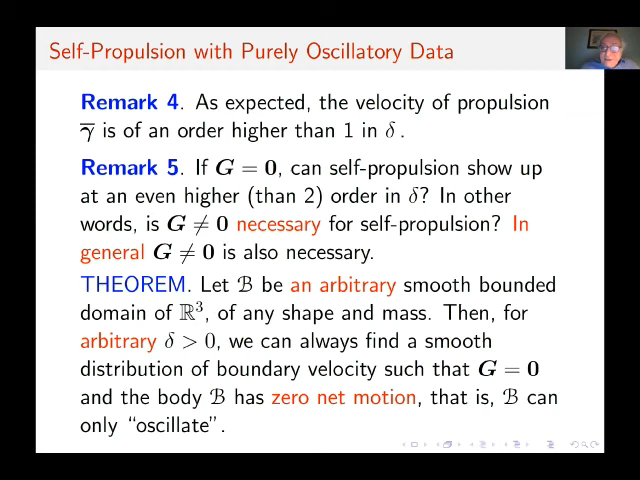 Self-Propulsion with Purely Oscillatory Data
Remark 4. As expected, the velocity of propulsion
$\overline{\gamma}$ is of an order higher than 1 in δ.
Remark 5. If G = 0, can self-propulsion show up
at an even higher (than 2) order in δ? In other
words, is G ≠ 0 necessary for self-propulsion? In
general G ≠ 0 is also necessary.
THEOREM. Let ℬ be an arbitrary smooth bounded
domain of ℝ³, of any shape and mass. Then, for
arbitrary δ > 0, we can always find a smooth
distribution of boundary velocity such that G = 0
and the body ℬ has zero net motion, that is, ℬ can
only “oscillate”.